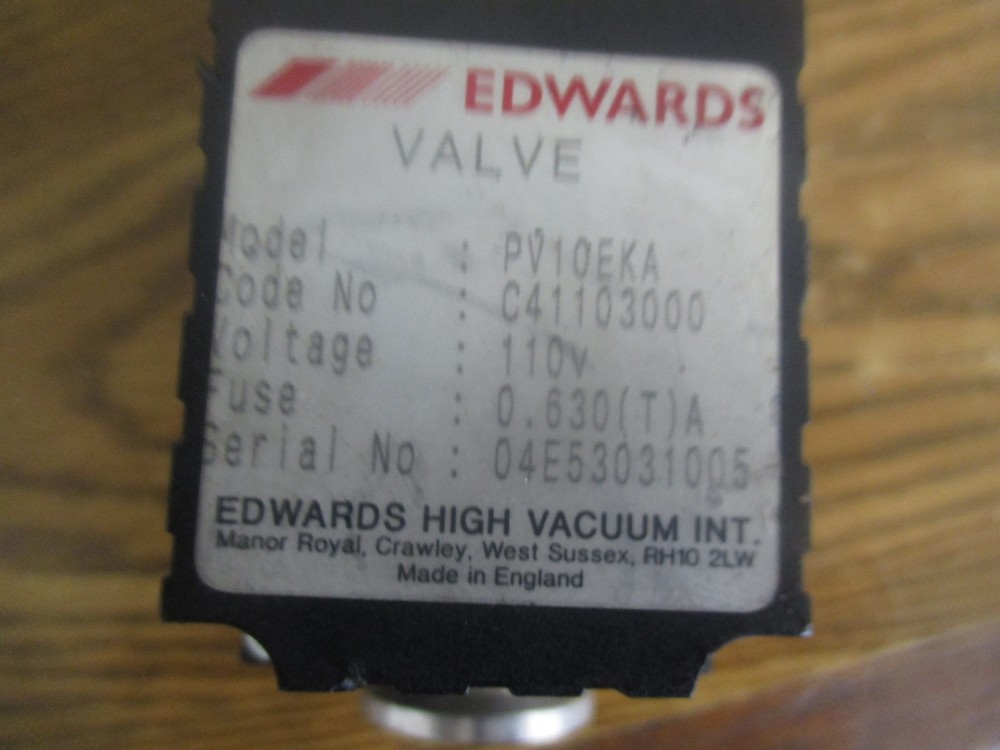 EDWARDS
VALVE
Model : PV10EKA
Code No : C41103000
Voltage : 110v
Fuse : 0.630(T)A
Serial No : 04E53031005
EDWARDS HIGH VACUUM INT.
Manor Royal, Crawley, West Sussex, RH10 2LW
Made in England